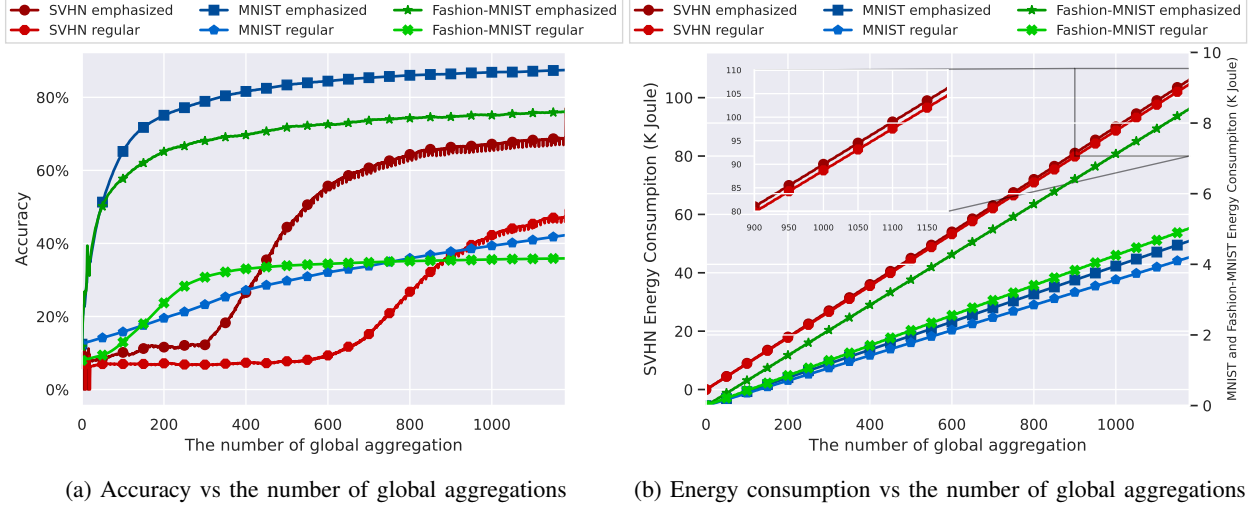 SVHN emphasized MNIST emphasized Fashion-MNIST emphasized
SVHN regular MNIST regular Fashion-MNIST regular
Accuracy
80%
60%
40%
20%
0%
0 200 400 600 800 1000
The number of global aggregation
(a) Accuracy vs the number of global aggregations
SVHN emphasized MNIST emphasized Fashion-MNIST emphasized
SVHN regular MNIST regular Fashion-MNIST regular
SVHN Energy Consumpiton (K Joule)
100
80
60
40
20
0
110
105
100
95
90
85
80
900 950 1000 1050 1100 1150
10
8
6
4
2
0
MNIST and Fashion-MNIST Energy Consumpiton (K Joule)
0 200 400 600 800 1000
The number of global aggregation
(b) Energy consumption vs the number of global aggregations